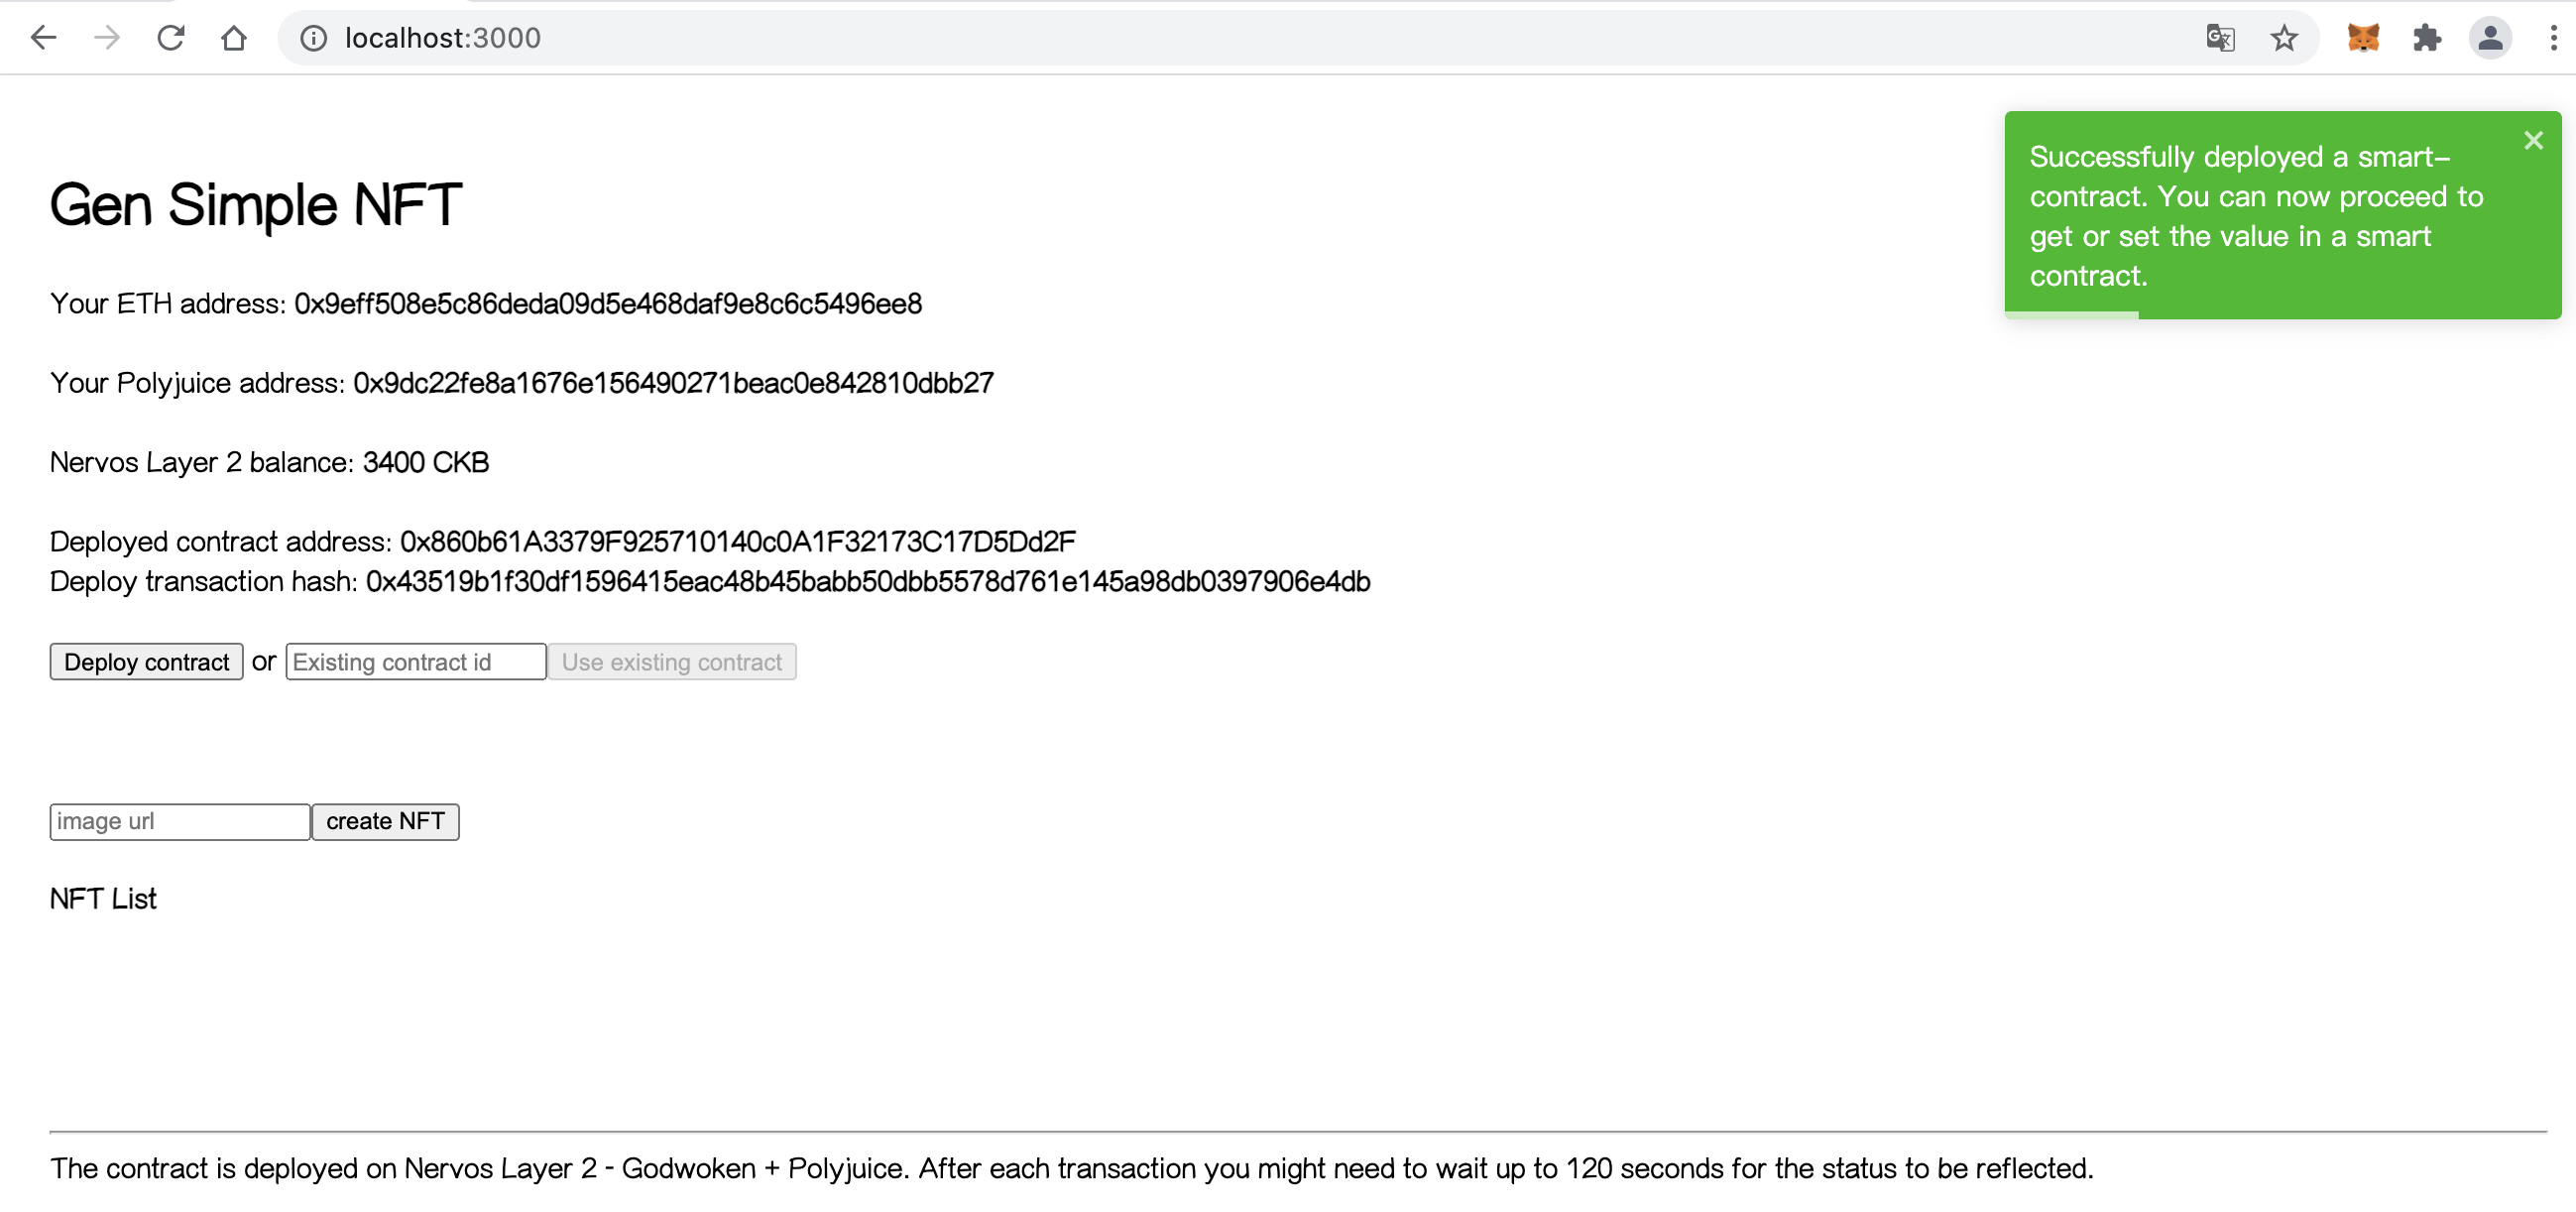 localhost:3000
Successfully deployed a smart-
contract. You can now proceed to
get or set the value in a smart
contract.
Gen Simple NFT
Your ETH address: 0x9eff508e5c86deda09d5e468daf9e8c6c5496ee8
Your Polyjuice address: 0x9dc22fe8a1676e156490271beac0e842810dbb27
Nervos Layer 2 balance: 3400 CKB
Deployed contract address: 0x860b61A3379F925710140c0A1F32173C17D5Dd2F
Deploy transaction hash: 0x43519b1f30df1596415eac48b45babb50dbb5578d761e145a98db0397906e4db
Deploy contract or Existing contract id Use existing contract
image url create NFT
NFT List
The contract is deployed on Nervos Layer 2 - Godwoken + Polyjuice. After each transaction you might need to wait up to 120 seconds for the status to be reflected.